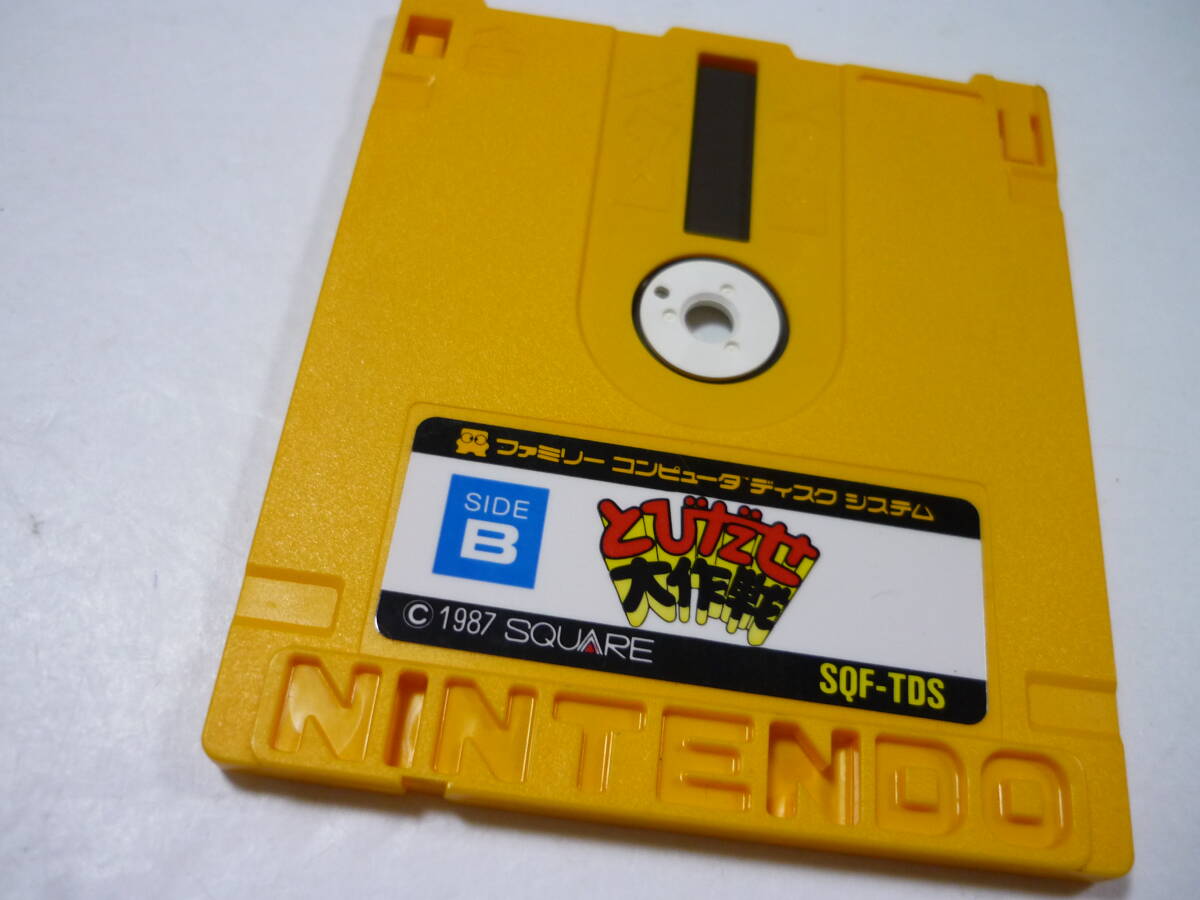 ファミリー コンピュータ ディスク システム
SIDE
B
とびだせ
大作戦
© 1987 SQUARE
SQF-TDS
NINTENDO